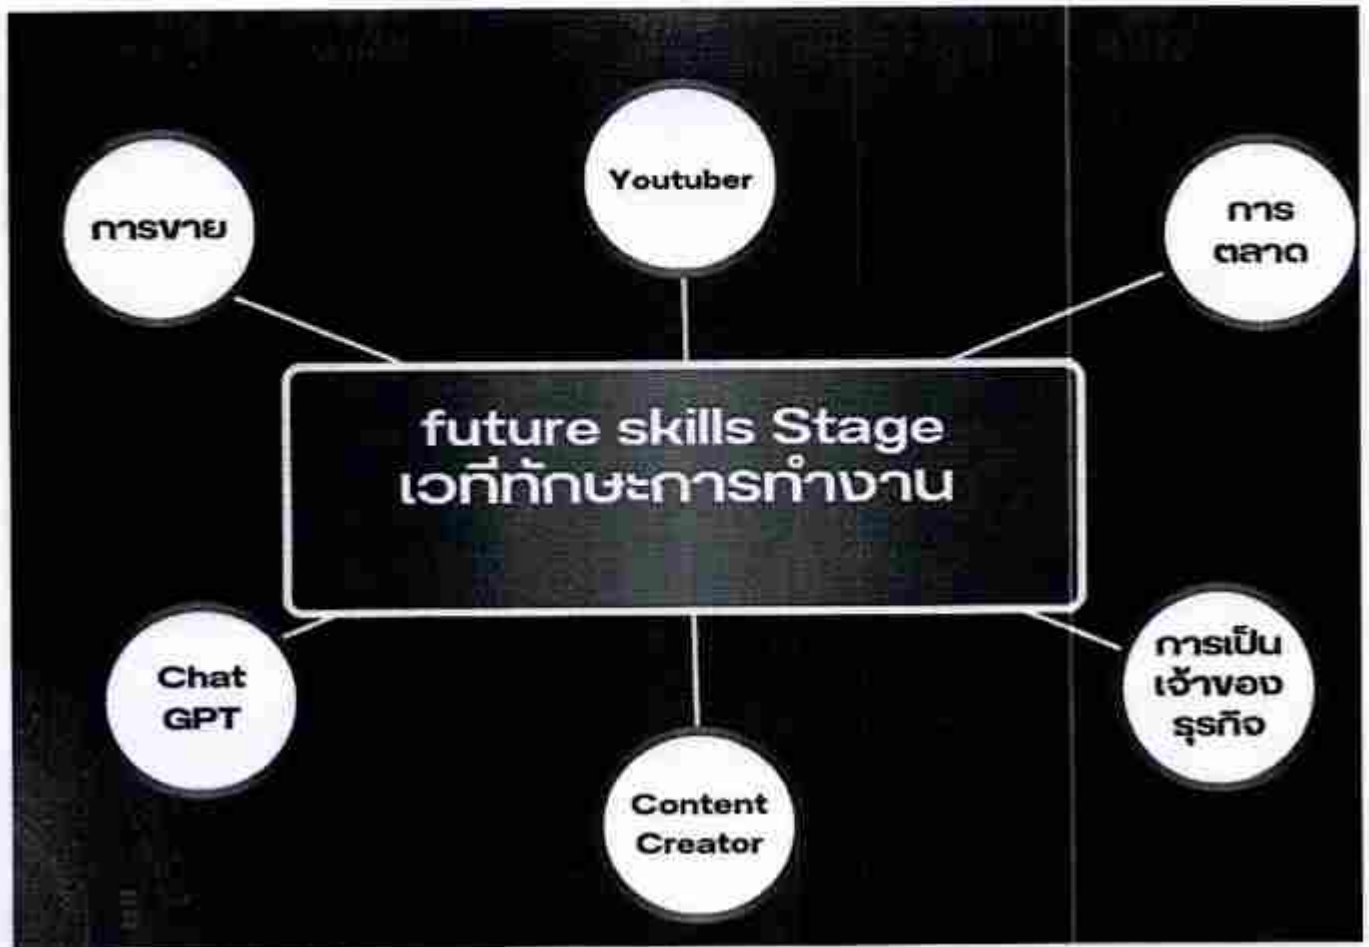 Youtuber
การขาย
การ
ตลาด
future skills Stage
เวทีทักษะการทำงาน
Chat
GPT
การเป็น
เจ้าของ
ธุรกิจ
Content
Creator